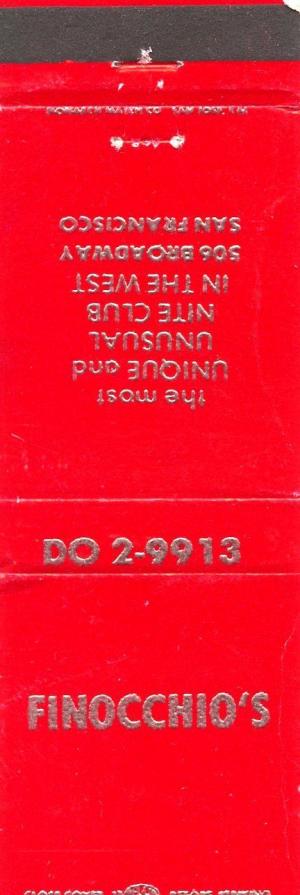 the most
UNIQUE and
UNUSUAL
NITE CLUB
IN THE WEST
506 BROADWAY
SAN FRANCISCO
DO 2-9913
FINOCCHIO'S